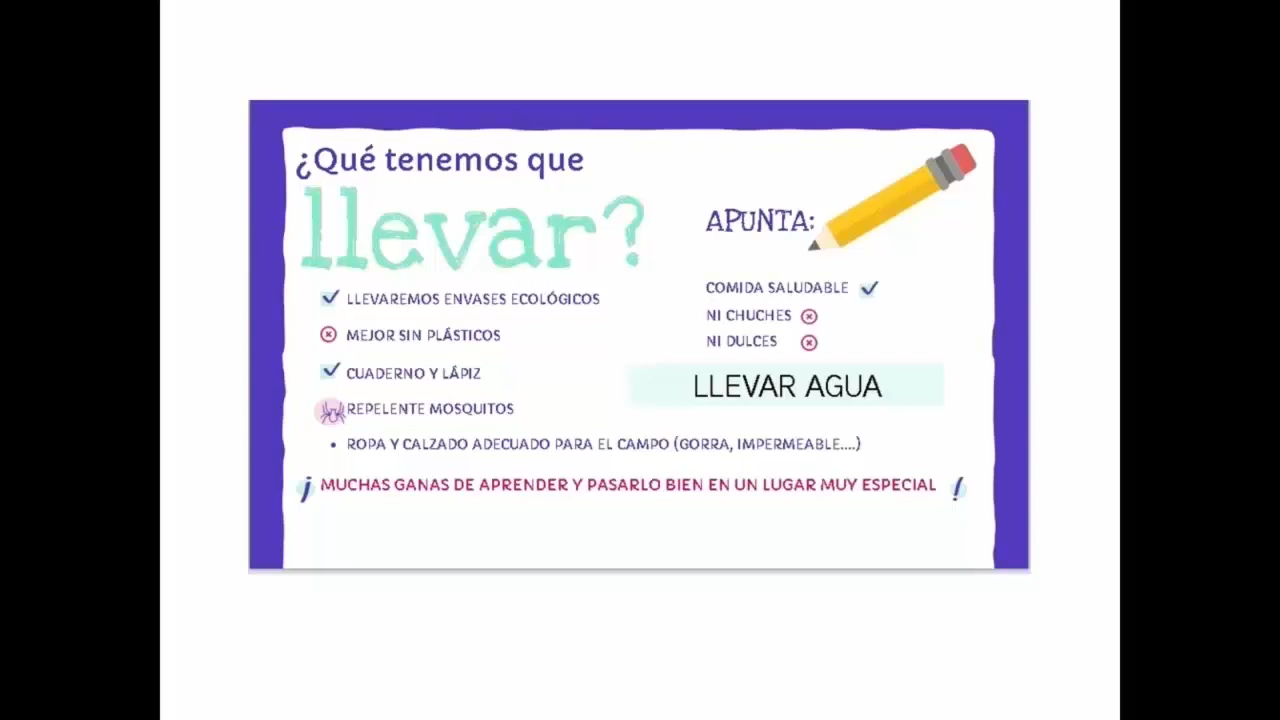 ¿Qué tenemos que
llevar?
APUNTA:
LLEVAREMOS ENVASES ECOLÓGICOS
MEJOR SIN PLÁSTICOS
CUADERNO Y LÁPIZ
REPELENTE MOSQUITOS
COMIDA SALUDABLE
NI CHUCHES
NI DULCES
LLEVAR AGUA
• ROPA Y CALZADO ADECUADO PARA EL CAMPO (GORRA, IMPERMEABLE....)
¡ MUCHAS GANAS DE APRENDER Y PASARLO BIEN EN UN LUGAR MUY ESPECIAL !